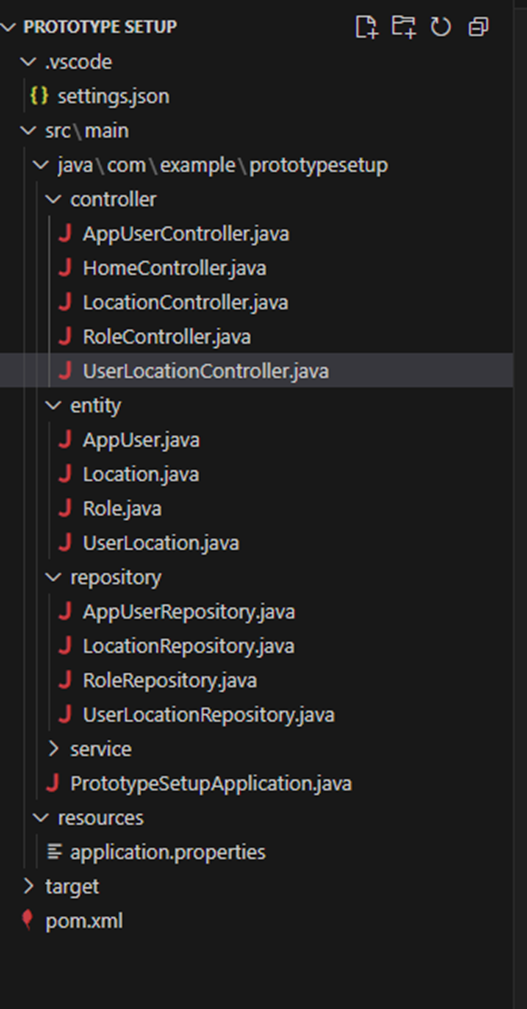 PROTOTYPE SETUP
.vscode
{} settings.json
src\main
java\com\example\prototypesetup
controller
J AppUserController.java
J HomeController.java
J LocationController.java
J RoleController.java
J UserLocationController.java
entity
J AppUser.java
J Location.java
J Role.java
J UserLocation.java
repository
J AppUserRepository.java
J LocationRepository.java
J RoleRepository.java
J UserLocationRepository.java
service
J PrototypeSetupApplication.java
resources
application.properties
target
pom.xml